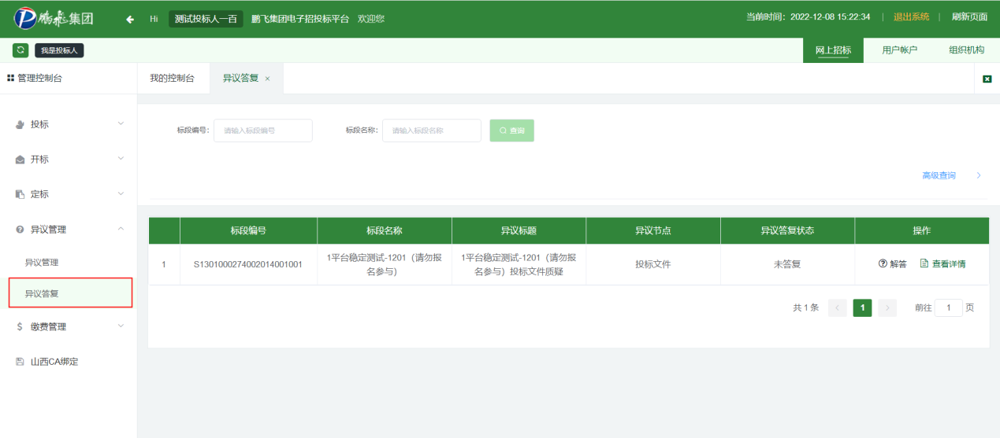 鹏飞集团
Hi 测试投标人一百 鹏飞集团电子招投标平台 欢迎您
当前时间：2022-12-08 15:22:34 | 退出系统 | 刷新页面
我是投标人
网上招标 用户帐户 组织机构
管理控制台
我的控制台 异议答复 ×
投标
开标
定标
异议管理
异议管理
异议答复
缴费管理
山西CA绑定
标段编号： 请输入标段编号 标段名称： 请输入标段名称 查询
高级查询
标段编号 标段名称 异议标题 异议节点 异议答复状态 操作
1 S1301000274002014001001 1平台稳定测试-1201（请勿报名参与） 1平台稳定测试-1201（请勿报名参与）投标文件质疑 投标文件 未答复 解答 查看详情
共 1 条 < 1 > 前往 1 页